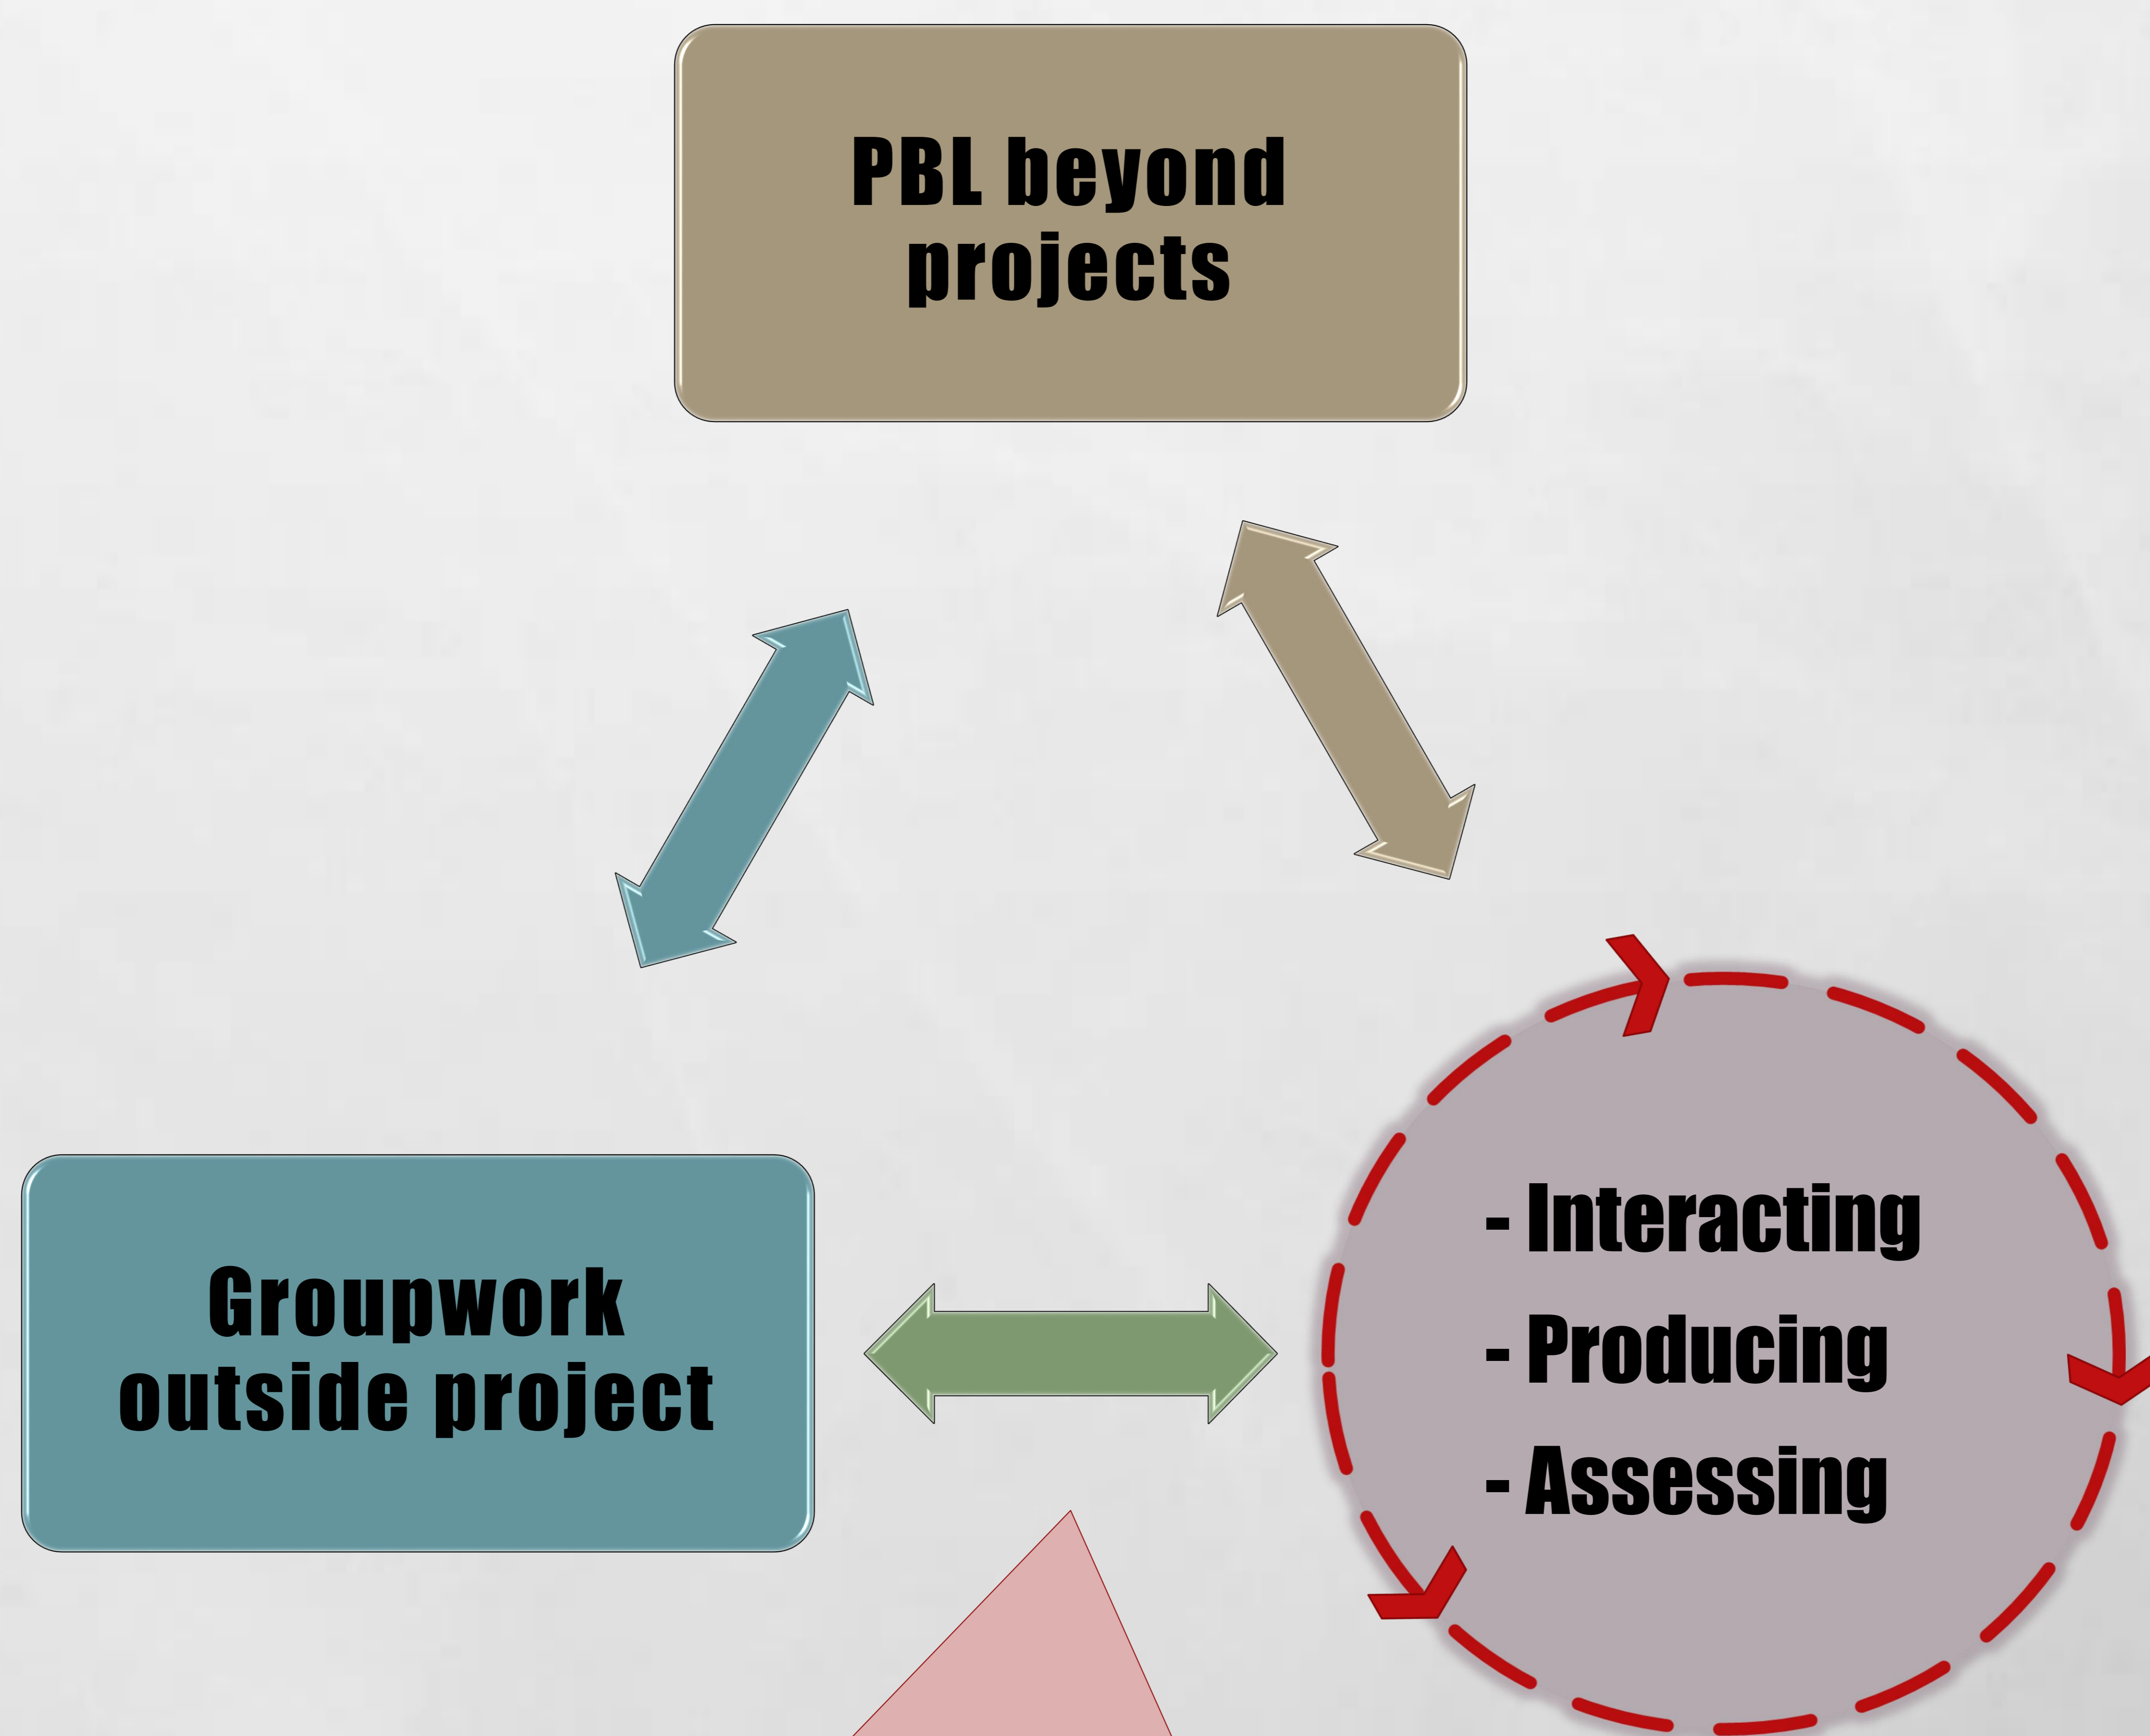 PBL beyond
projects
Groupwork
outside project
- Interacting
- Producing
- Assessing